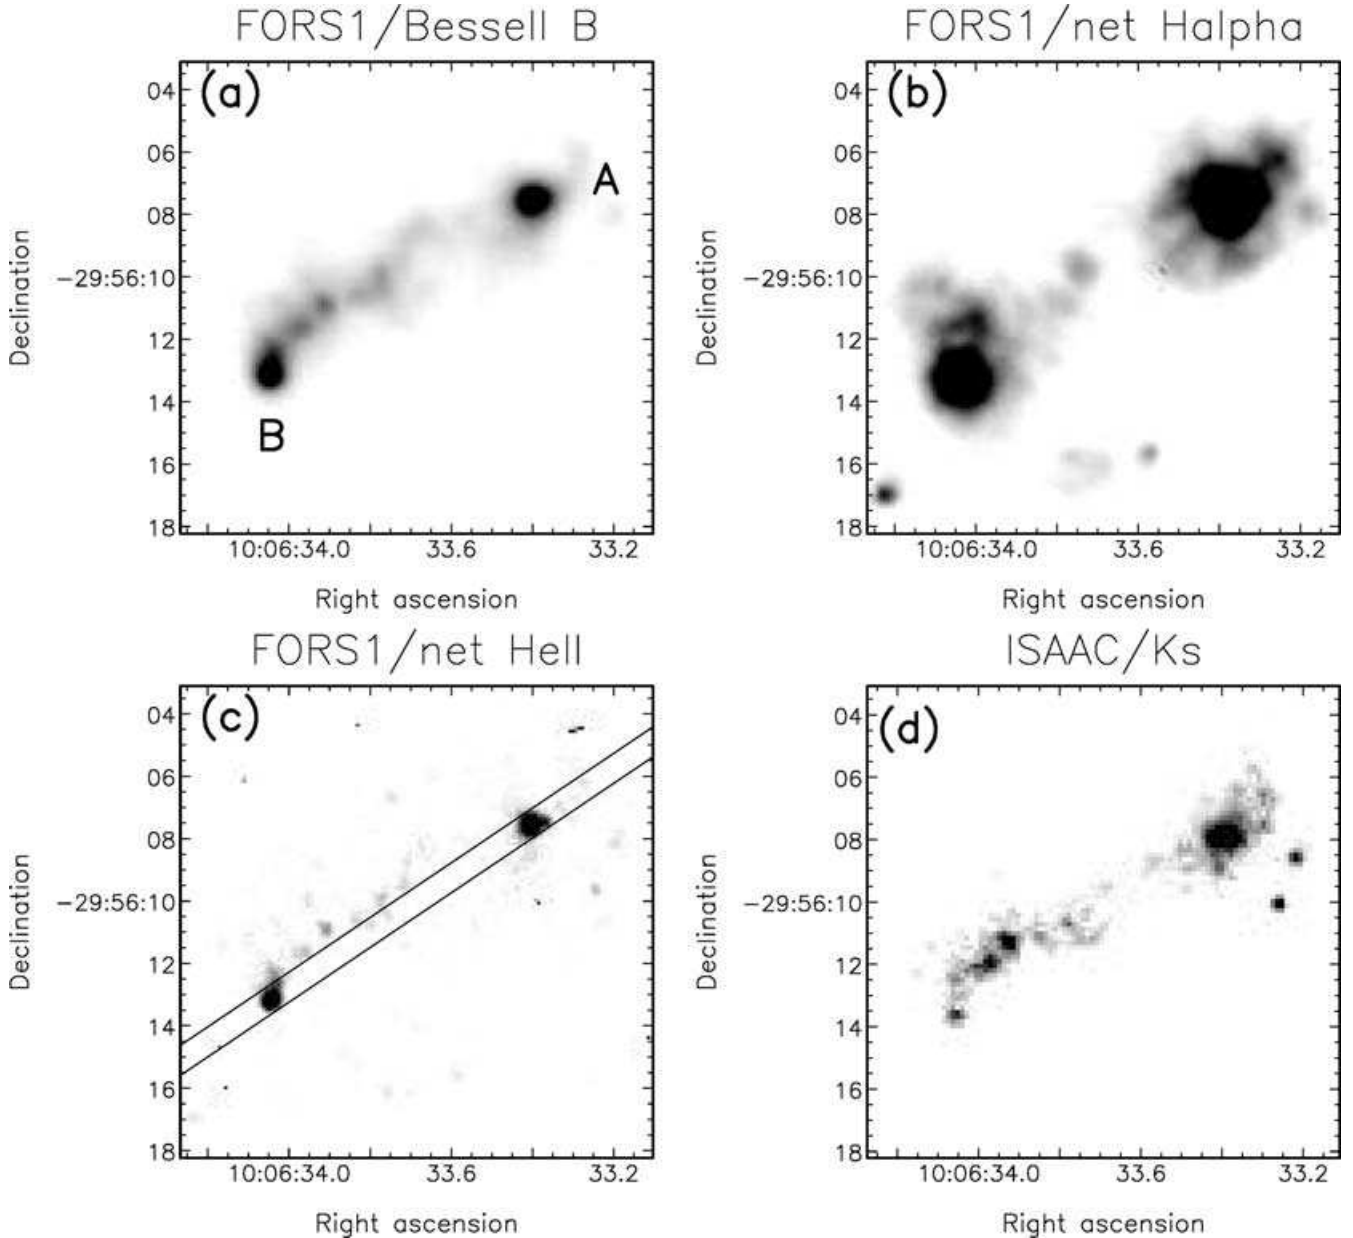 FORS1/Bessell B
FORS1/net Halpha
(a)
A
B
04
06
08
−29:56:10
12
14
16
18
Declination
10:06:34.0 33.6 33.2
Right ascension
(b)
04
06
08
−29:56:10
12
14
16
18
Declination
10:06:34.0 33.6 33.2
Right ascension
FORS1/net HeII
ISAAC/Ks
(c)
04
06
08
−29:56:10
12
14
16
18
Declination
10:06:34.0 33.6 33.2
Right ascension
(d)
04
06
08
−29:56:10
12
14
16
18
Declination
10:06:34.0 33.6 33.2
Right ascension